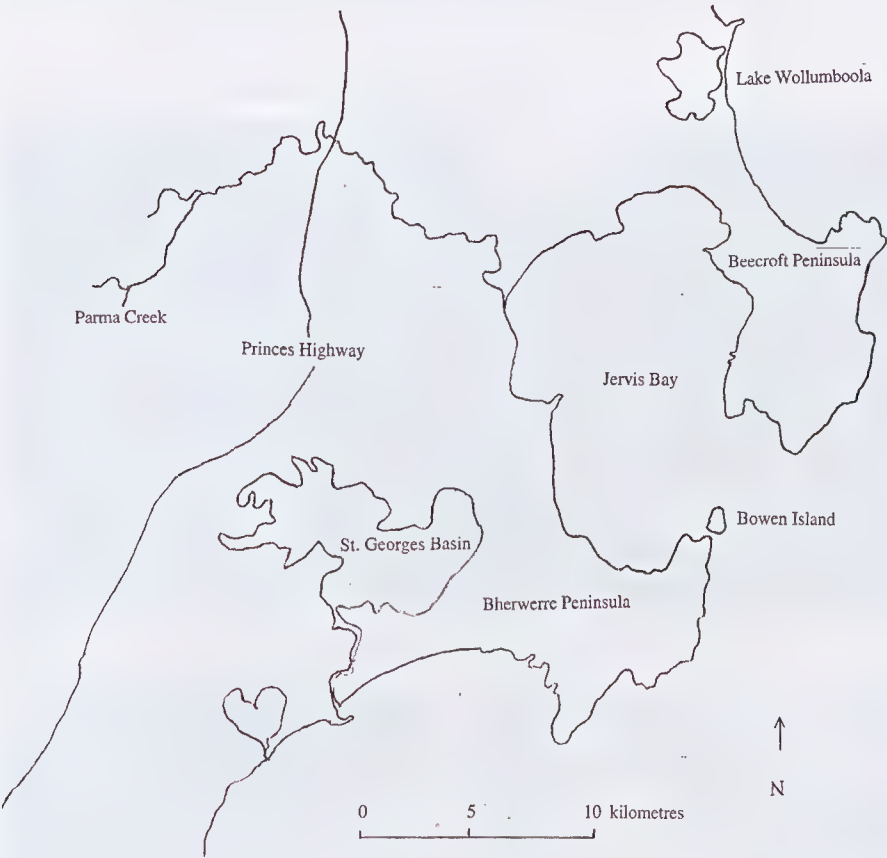 Lake Wollumboola
Beecroft Peninsula
Parma Creek
Princes Highway
Jervis Bay
Bowen Island
St. Georges Basin
Bherwerre Peninsula
N
0 5 10 kilometres